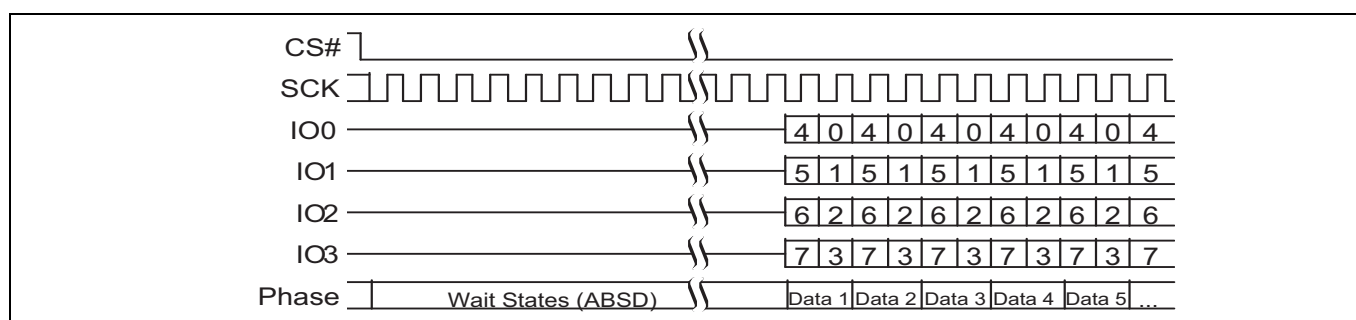 CS#
SCK
IO0 4 0 4 0 4 0 4 0 4 0 4
IO1 5 1 5 1 5 1 5 1 5 1 5
IO2 6 2 6 2 6 2 6 2 6 2 6
IO3 7 3 7 3 7 3 7 3 7 3 7
Phase Wait States (ABSD) Data 1 Data 2 Data 3 Data 4 Data 5 ...